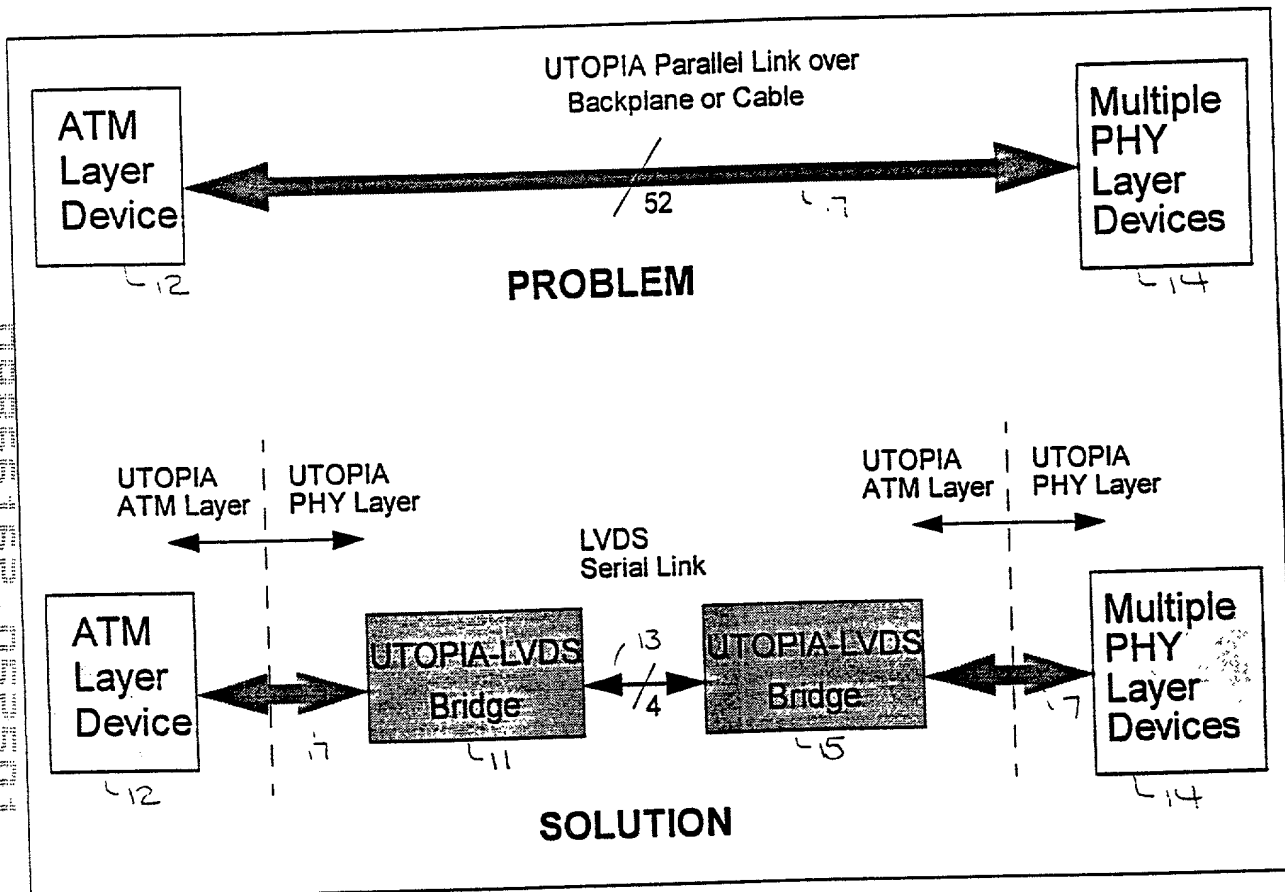 UTOPIA Parallel Link over
Backplane or Cable
ATM
Layer
Device
12
52
17
Multiple
PHY
Layer
Devices
14
PROBLEM
UTOPIA
ATM Layer
UTOPIA
PHY Layer
LVDS
Serial Link
UTOPIA
ATM Layer
UTOPIA
PHY Layer
ATM
Layer
Device
12
17
UTOPIA-LVDS
Bridge
11
13
4
UTOPIA-LVDS
Bridge
15
17
Multiple
PHY
Layer
Devices
14
SOLUTION